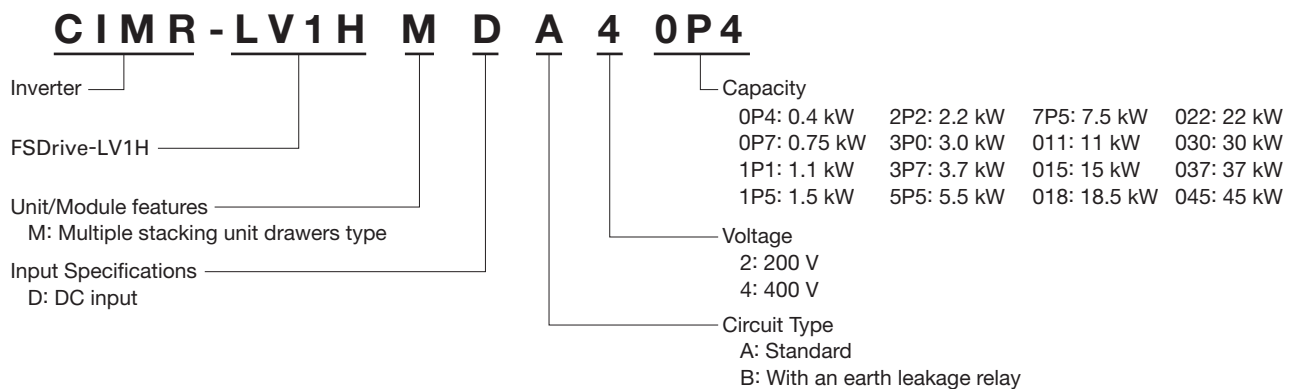 CIMR-LV1H M D A 4 0P4
Inverter
FSDrive-LV1H
Unit/Module features
M: Multiple stacking unit drawers type
Input Specifications
D: DC input
Capacity
0P4: 0.4 kW 2P2: 2.2 kW 7P5: 7.5 kW 022: 22 kW
0P7: 0.75 kW 3P0: 3.0 kW 011: 11 kW 030: 30 kW
1P1: 1.1 kW 3P7: 3.7 kW 015: 15 kW 037: 37 kW
1P5: 1.5 kW 5P5: 5.5 kW 018: 18.5 kW 045: 45 kW
Voltage
2: 200 V
4: 400 V
Circuit Type
A: Standard
B: With an earth leakage relay